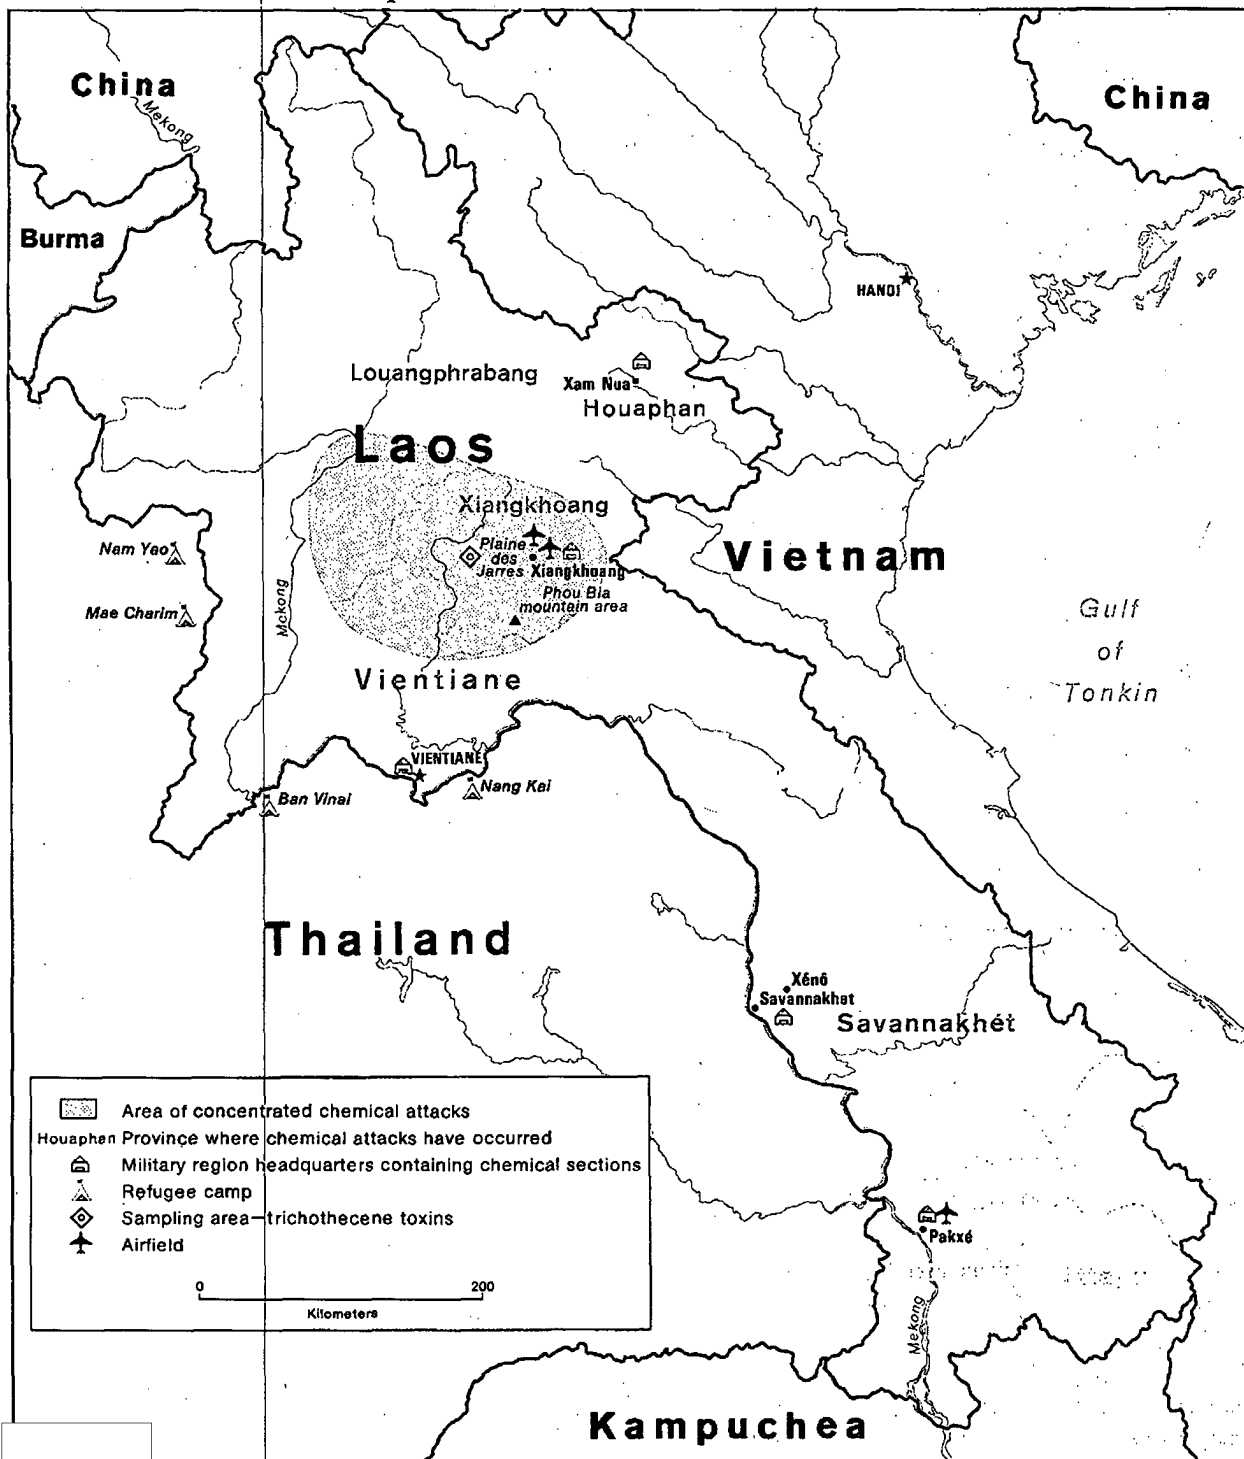 China
Mekong
China
Burma
HANOI
Louangphrabang
Xam Nua
Houaphan
Laos
Xiangkhoang
Nam Yao
Plaine
des
Jarres
Xiangkhoang
Vietnam
Phou Bia
mountain area
Mae Charim
Mekong
Gulf
of
Tonkin
Vientiane
VIENTIANE
Ban Vinai
Nang Kai
Thailand
Xénô
Savannakhet
Savannakhét
Area of concentrated chemical attacks
Houaphan Province where chemical attacks have occurred
Military region headquarters containing chemical sections
Refugee camp
Sampling area—trichothecene toxins
Airfield
0 200
Kilometers
Pakxé
Mekong
Kampuchea